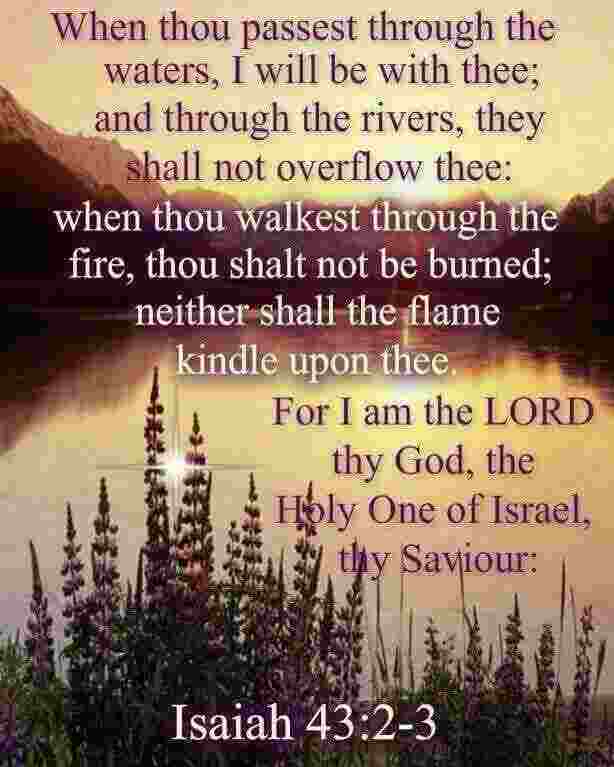 When thou passest through the
waters, I will be with thee;
and through the rivers, they
shall not overflow thee:
when thou walkest through the
fire, thou shalt not be burned;
neither shall the flame
kindle upon thee.
For I am the LORD
thy God, the
Holy One of Israel,
thy Saviour:
Isaiah 43:2-3